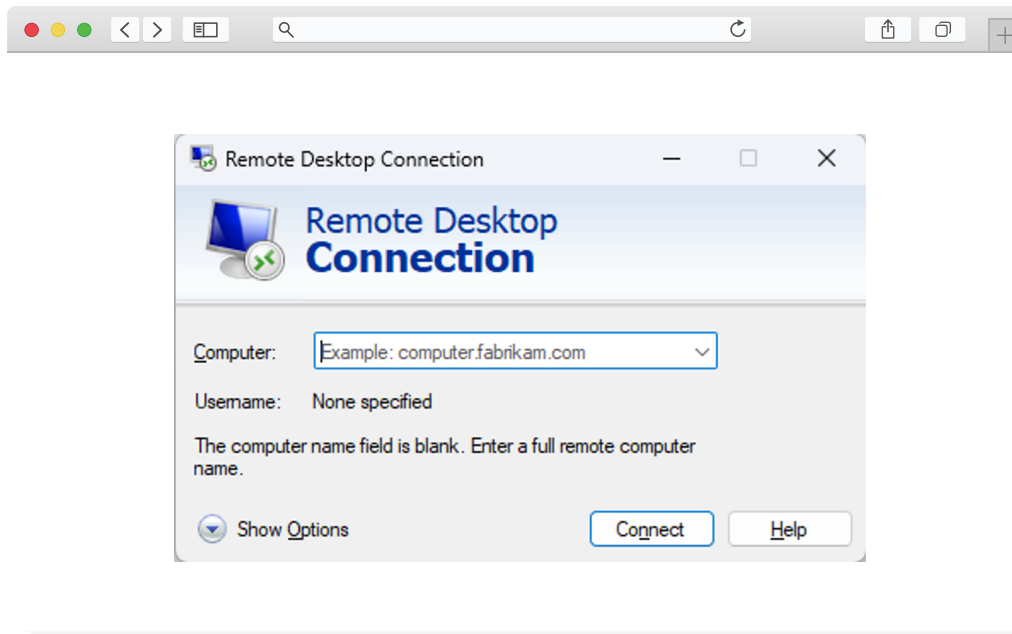 Remote Desktop Connection
Remote Desktop
Connection
Computer:
Example: computer.fabrikam.com
Username:
None specified
The computer name field is blank. Enter a full remote computer
name.
Show Options
Connect
Help